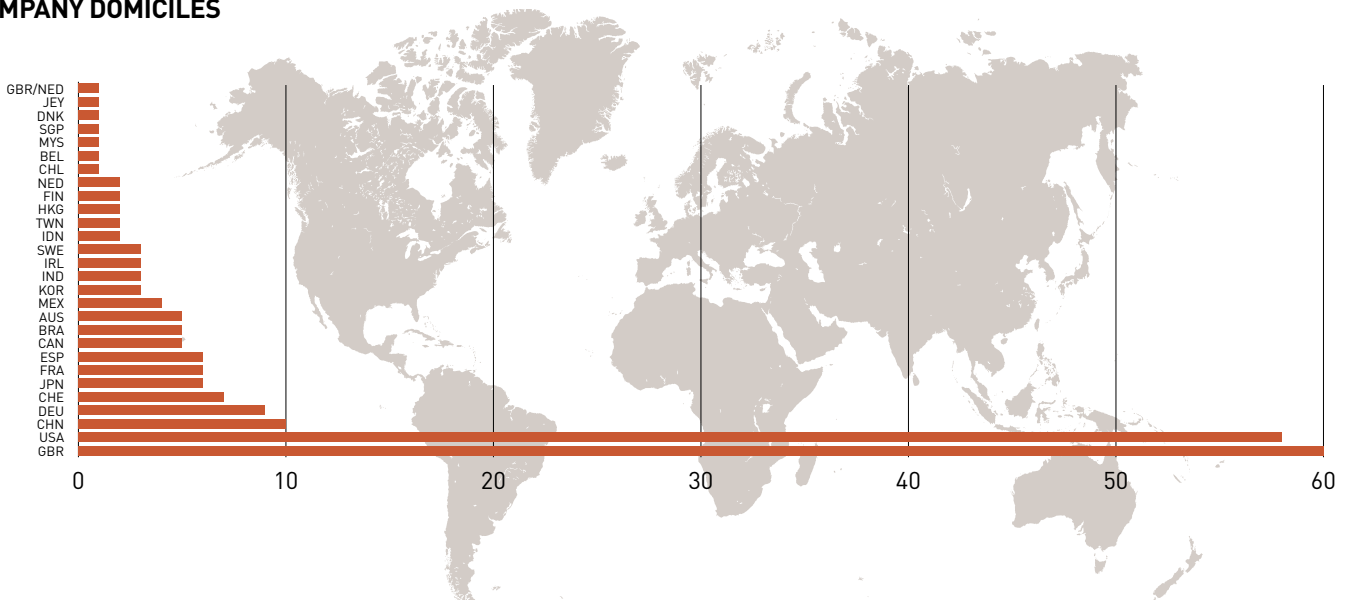 MPANY DOMICILES
GBR/NED
JEY
DNK
SGP
MYS
BEL
CHL
NED
FIN
HKG
TWN
IDN
SWE
IRL
IND
KOR
MEX
AUS
BRA
CAN
ESP
FRA
JPN
CHE
DEU
CHN
USA
GBR
0 10 20 30 40 50 60